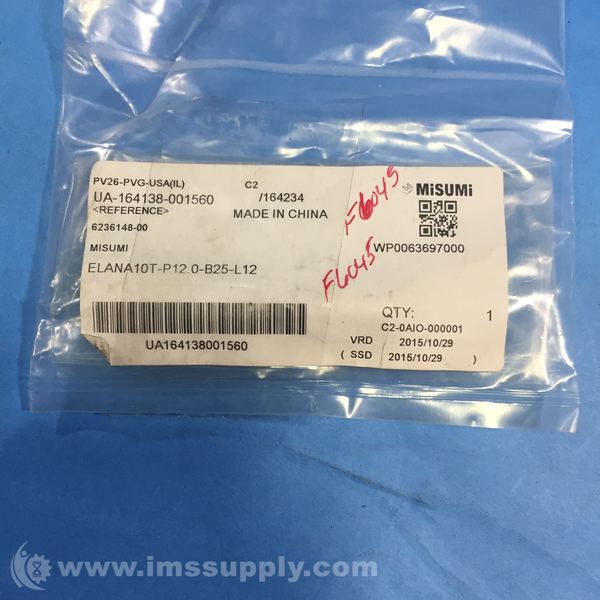 PV26-PVG-USA(IL) C2
UA-164138-001560 /164234
<REFERENCE> MADE IN CHINA
6236148-00
MISUMI
ELANA10T-P12.0-B25-L12
UA164138001560
F6045
F6045
MiSUMi
WP0063697000
QTY: 1
C2-0AIO-000001
VRD 2015/10/29
( SSD 2015/10/29 )
www.imssupply.com